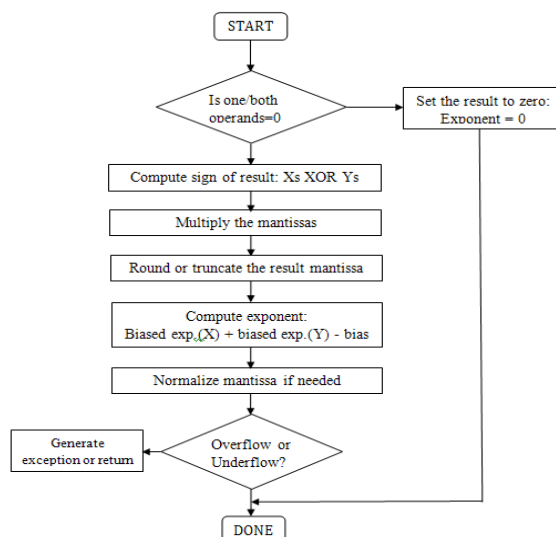 START
Is one/both
operands=0
Set the result to zero:
Exponent = 0
Compute sign of result: Xs XOR Ys
Multiply the mantissas
Round or truncate the result mantissa
Compute exponent:
Biased exp.(X) + biased exp.(Y) - bias
Normalize mantissa if needed
Overflow or
Underflow?
Generate
exception or return
DONE